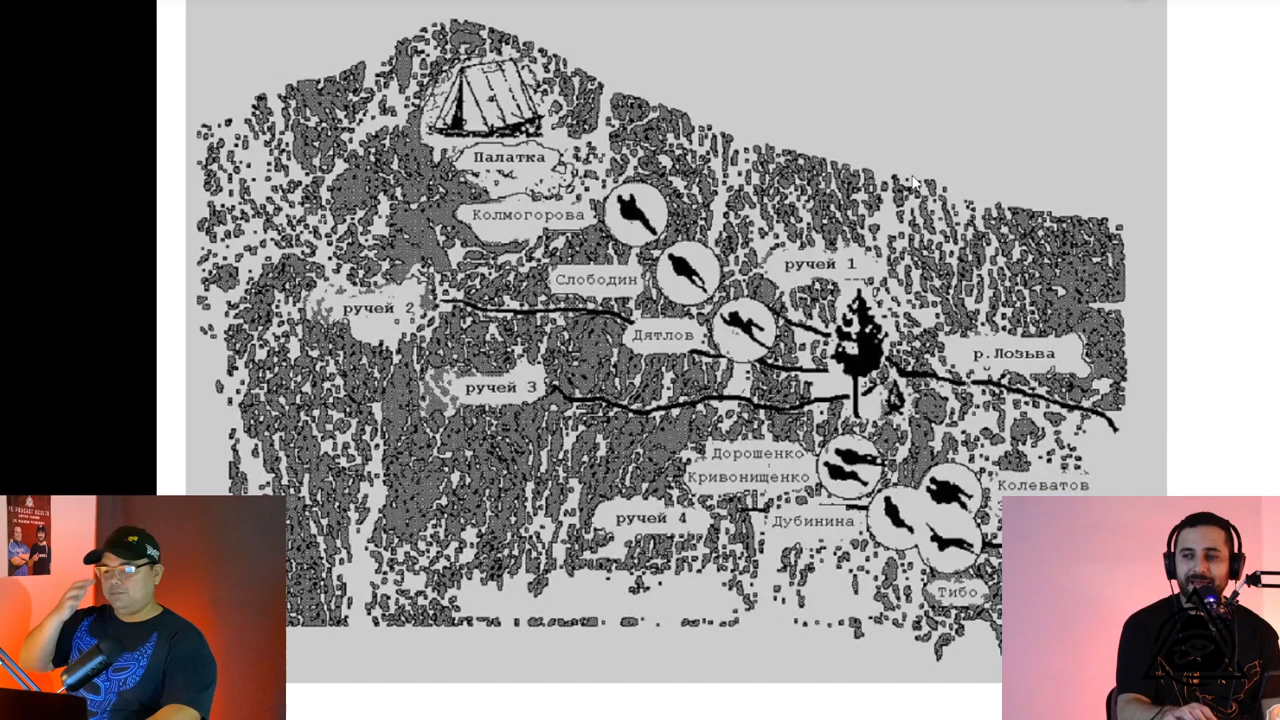 Палатка
Колмогорова
Слободин
ручей 1
ручей 2
Дятлов
р.Лозьва
ручей 3
Дорошенко
Кривонищенко
Колеватов
ручей 4
Дубинина
Тибо